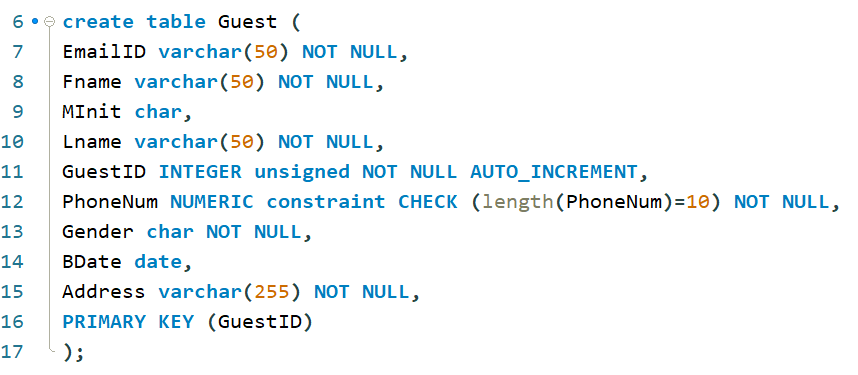 6 create table Guest (
7 EmailID varchar(50) NOT NULL,
8 Fname varchar(50) NOT NULL,
9 MInit char,
10 Lname varchar(50) NOT NULL,
11 GuestID INTEGER unsigned NOT NULL AUTO_INCREMENT,
12 PhoneNum NUMERIC constraint CHECK (length(PhoneNum)=10) NOT NULL,
13 Gender char NOT NULL,
14 BDate date,
15 Address varchar(255) NOT NULL,
16 PRIMARY KEY (GuestID)
17 );